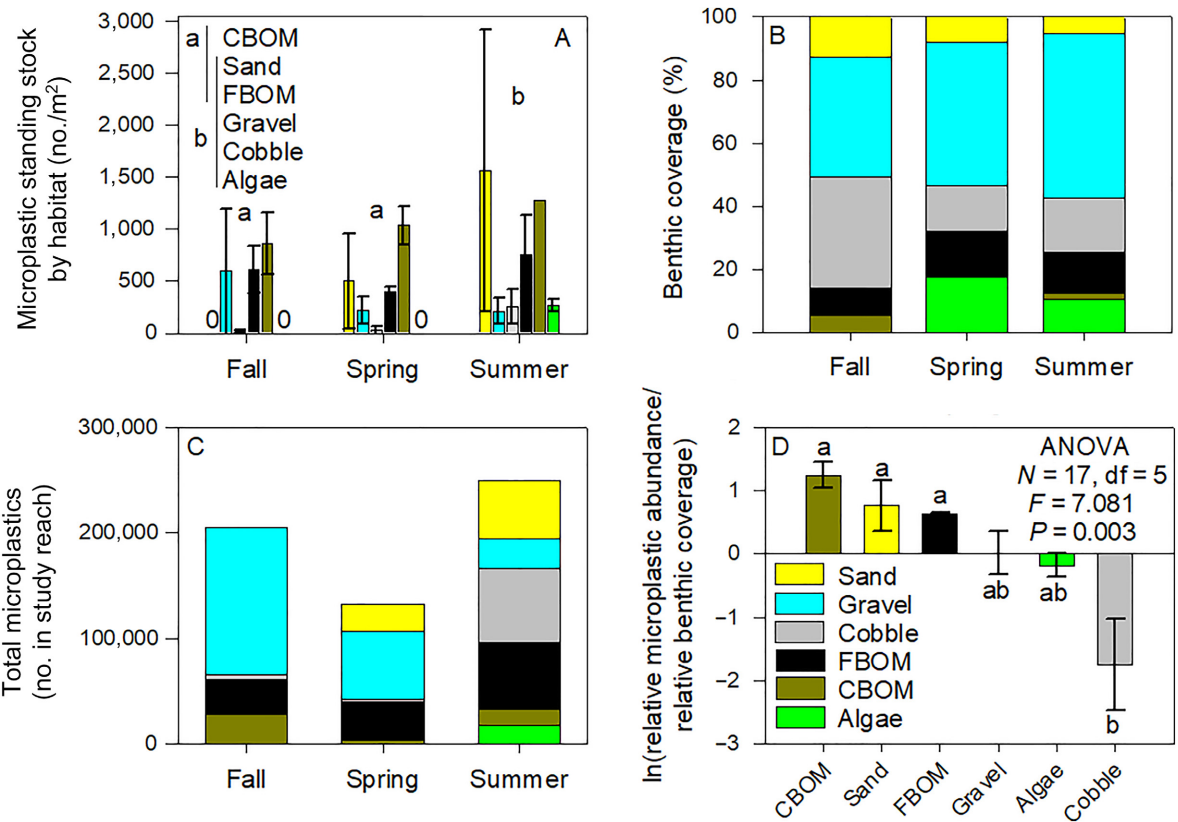 Microplastic standing stock
by habitat (no./m²)
3,000
2,500
2,000
1,500
1,000
500
0
A
a
CBOM
Sand
FBOM
b
Gravel
Cobble
Algae
a
a
b
0
0
0
Fall
Spring
Summer
Benthic coverage (%)
100
80
60
40
20
0
B
Fall
Spring
Summer
Total microplastics
(no. in study reach)
300,000
200,000
100,000
0
C
Fall
Spring
Summer
ln(relative microplastic abundance/
relative benthic coverage)
2
1
0
−1
−2
−3
D
ANOVA
N = 17, df = 5
F = 7.081
P = 0.003
a
a
a
ab
ab
b
Sand
Gravel
Cobble
FBOM
CBOM
Algae
CBOM
Sand
FBOM
Gravel
Algae
Cobble